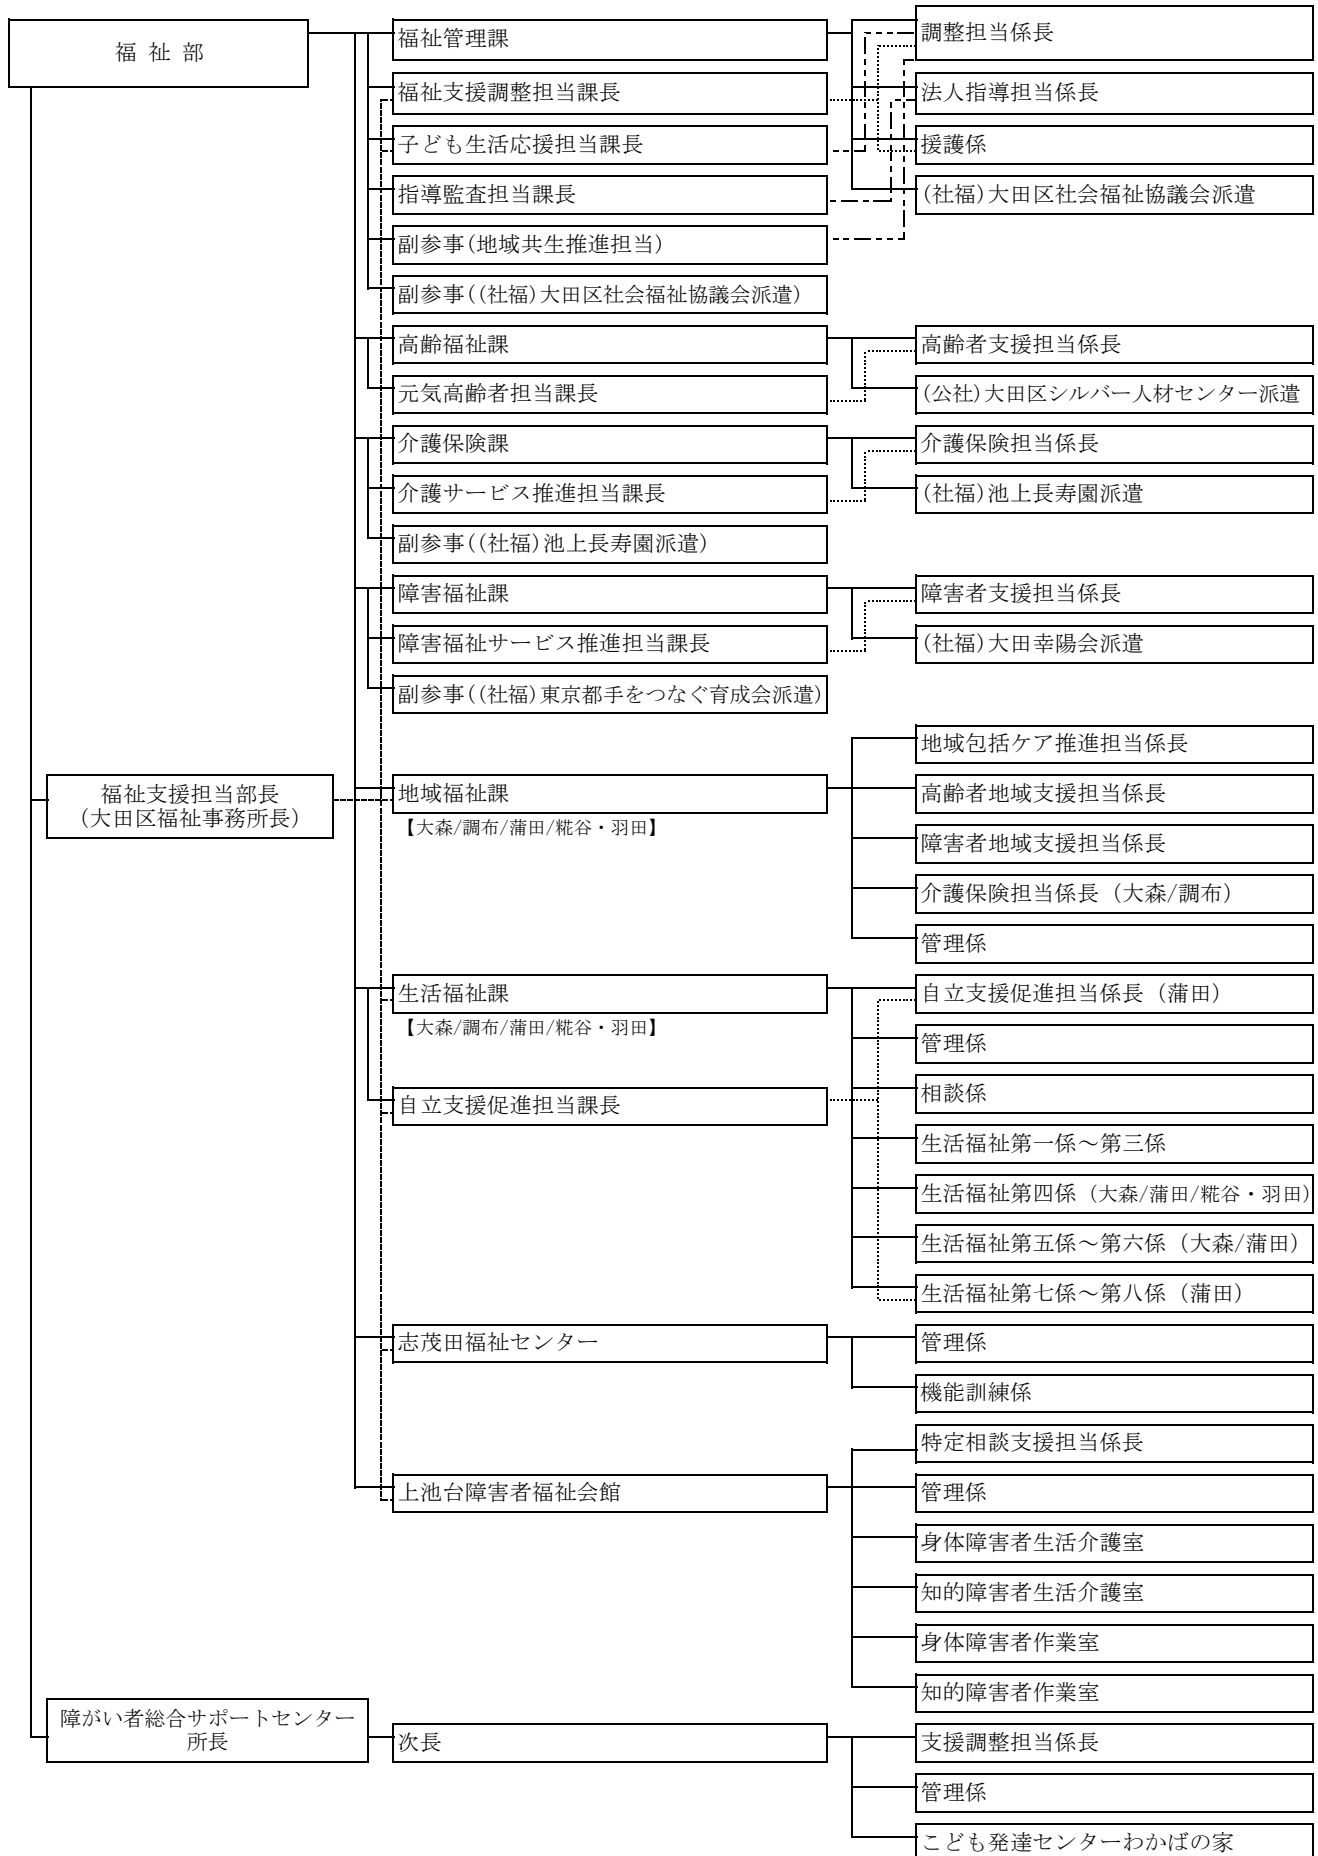 福 祉 部
福祉管理課
調整担当係長
福祉支援調整担当課長
法人指導担当係長
子ども生活応援担当課長
援護係
指導監査担当課長
(社福)大田区社会福祉協議会派遣
副参事(地域共生推進担当)
副参事((社福)大田区社会福祉協議会派遣)
高齢福祉課
高齢者支援担当係長
元気高齢者担当課長
(公社)大田区シルバー人材センター派遣
介護保険課
介護保険担当係長
介護サービス推進担当課長
(社福)池上長寿園派遣
副参事((社福)池上長寿園派遣)
障害福祉課
障害者支援担当係長
障害福祉サービス推進担当課長
(社福)大田幸陽会派遣
副参事((社福)東京都手をつなぐ育成会派遣)
地域包括ケア推進担当係長
福祉支援担当部長
(大田区福祉事務所長)
地域福祉課
【大森/調布/蒲田/糀谷・羽田】
高齢者地域支援担当係長
障害者地域支援担当係長
介護保険担当係長(大森/調布)
管理係
生活福祉課
【大森/調布/蒲田/糀谷・羽田】
自立支援促進担当係長(蒲田)
管理係
自立支援促進担当課長
相談係
生活福祉第一係～第三係
生活福祉第四係(大森/蒲田/糀谷・羽田)
生活福祉第五係～第六係(大森/蒲田)
生活福祉第七係～第八係(蒲田)
志茂田福祉センター
管理係
機能訓練係
特定相談支援担当係長
上池台障害者福祉会館
管理係
身体障害者生活介護室
知的障害者生活介護室
身体障害者作業室
知的障害者作業室
障がい者総合サポートセンター
所長
次長
支援調整担当係長
管理係
こども発達センターわかばの家